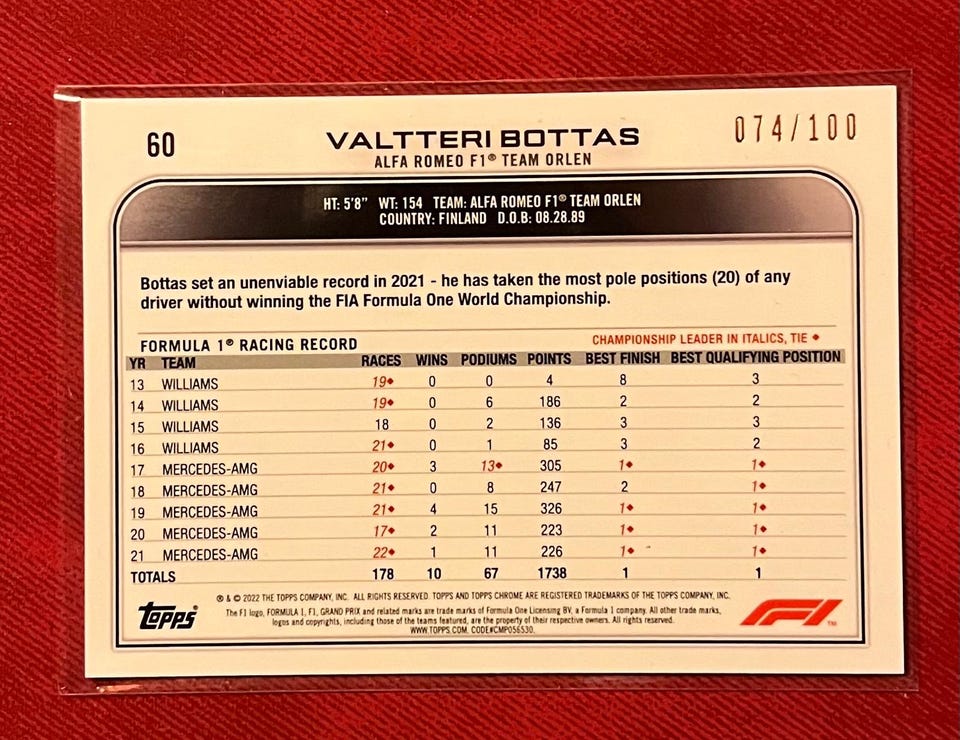 60 VALTTERI BOTTAS 074/100
ALFA ROMEO F1® TEAM ORLEN
HT: 5'8" WT: 154 TEAM: ALFA ROMEO F1® TEAM ORLEN
COUNTRY: FINLAND D.O.B: 08.28.89
Bottas set an unenviable record in 2021 - he has taken the most pole positions (20) of any
driver without winning the FIA Formula One World Championship.
FORMULA 1® RACING RECORD CHAMPIONSHIP LEADER IN ITALICS, TIE ◆
YR TEAM RACES WINS PODIUMS POINTS BEST FINISH BEST QUALIFYING POSITION
13 WILLIAMS 19◆ 0 0 4 8 3
14 WILLIAMS 19◆ 0 6 186 2 2
15 WILLIAMS 18 0 2 136 3 3
16 WILLIAMS 21◆ 0 1 85 3 2
17 MERCEDES-AMG 20◆ 3 13◆ 305 1◆ 1◆
18 MERCEDES-AMG 21◆ 0 8 247 2 1◆
19 MERCEDES-AMG 21◆ 4 15 326 1◆ 1◆
20 MERCEDES-AMG 17◆ 2 11 223 1◆ 1◆
21 MERCEDES-AMG 22◆ 1 11 226 1◆ 1◆
TOTALS 178 10 67 1738 1 1
® & © 2022 THE TOPPS COMPANY, INC. ALL RIGHTS RESERVED. TOPPS AND TOPPS CHROME ARE REGISTERED TRADEMARKS OF THE TOPPS COMPANY, INC.
The F1 logo, FORMULA 1, F1, GRAND PRIX and related marks are trade marks of Formula One Licensing BV, a Formula 1 company. All other trade marks,
logos and copyrights, including those of the teams featured, are the property of their respective owners. All rights reserved.
WWW.TOPPS.COM. CODE#CMP056530.
Topps®
F1 ™